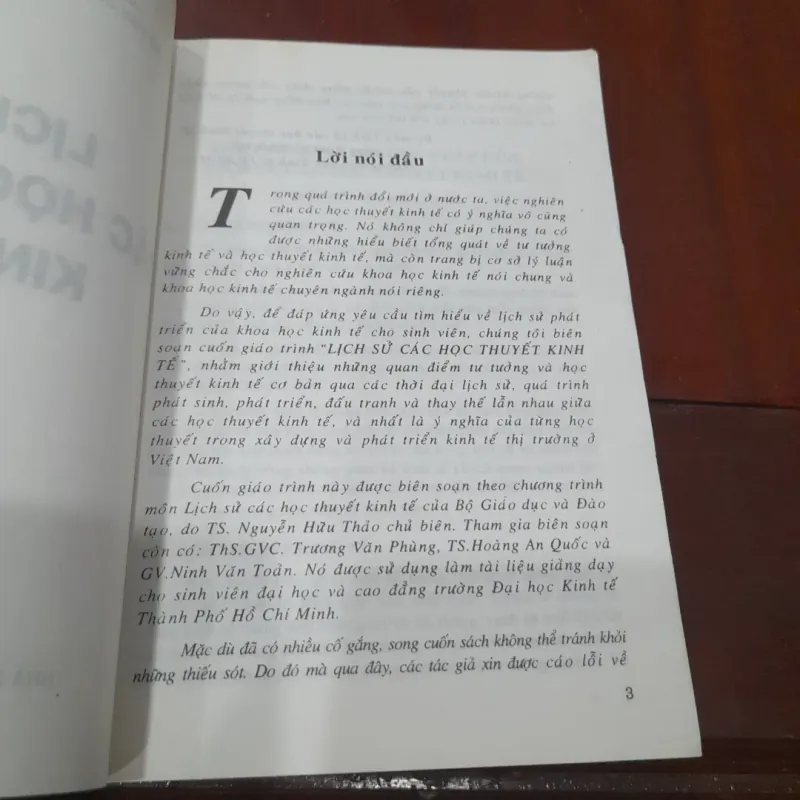 LỊC
C HỌC
KIN
Lời nói đầu
Trong quá trình đổi mới ở nước ta, việc nghiên
cứu các học thuyết kinh tế có ý nghĩa vô cùng
quan trọng. Nó không chỉ giúp chúng ta có
được những hiểu biết tổng quát về tư tưởng
kinh tế và học thuyết kinh tế, mà còn trang bị cơ sở lý luận
vững chắc cho nghiên cứu khoa học kinh tế nói chung và
khoa học kinh tế chuyên ngành nói riêng.
Do vậy, để đáp ứng yêu cầu tìm hiểu về lịch sử phát
triển của khoa học kinh tế cho sinh viên, chúng tôi biên
soạn cuốn giáo trình "LỊCH SỬ CÁC HỌC THUYẾT KINH
TẾ", nhằm giới thiệu những quan điểm tư tưởng và học
thuyết kinh tế cơ bản qua các thời đại lịch sử, quá trình
phát sinh, phát triển, đấu tranh và thay thế lẫn nhau giữa
các học thuyết kinh tế, và nhất là ý nghĩa của từng học
thuyết trong xây dựng và phát triển kinh tế thị trường ở
Việt Nam.
Cuốn giáo trình này được biên soạn theo chương trình
môn Lịch sử các học thuyết kinh tế của Bộ Giáo dục và Đào
tạo, do TS. Nguyễn Hữu Thảo chủ biên. Tham gia biên soạn
còn có: ThS.GVC. Trương Văn Phùng, TS.Hoàng An Quốc và
GV.Ninh Văn Toản. Nó được sử dụng làm tài liệu giảng dạy
cho sinh viên đại học và cao đẳng trường Đại học Kinh tế
Thành Phố Hồ Chí Minh.
Mặc dù đã có nhiều cố gắng, song cuốn sách không thể tránh khỏi
những thiếu sót. Do đó mà qua đây, các tác giả xin được cáo lỗi về
3